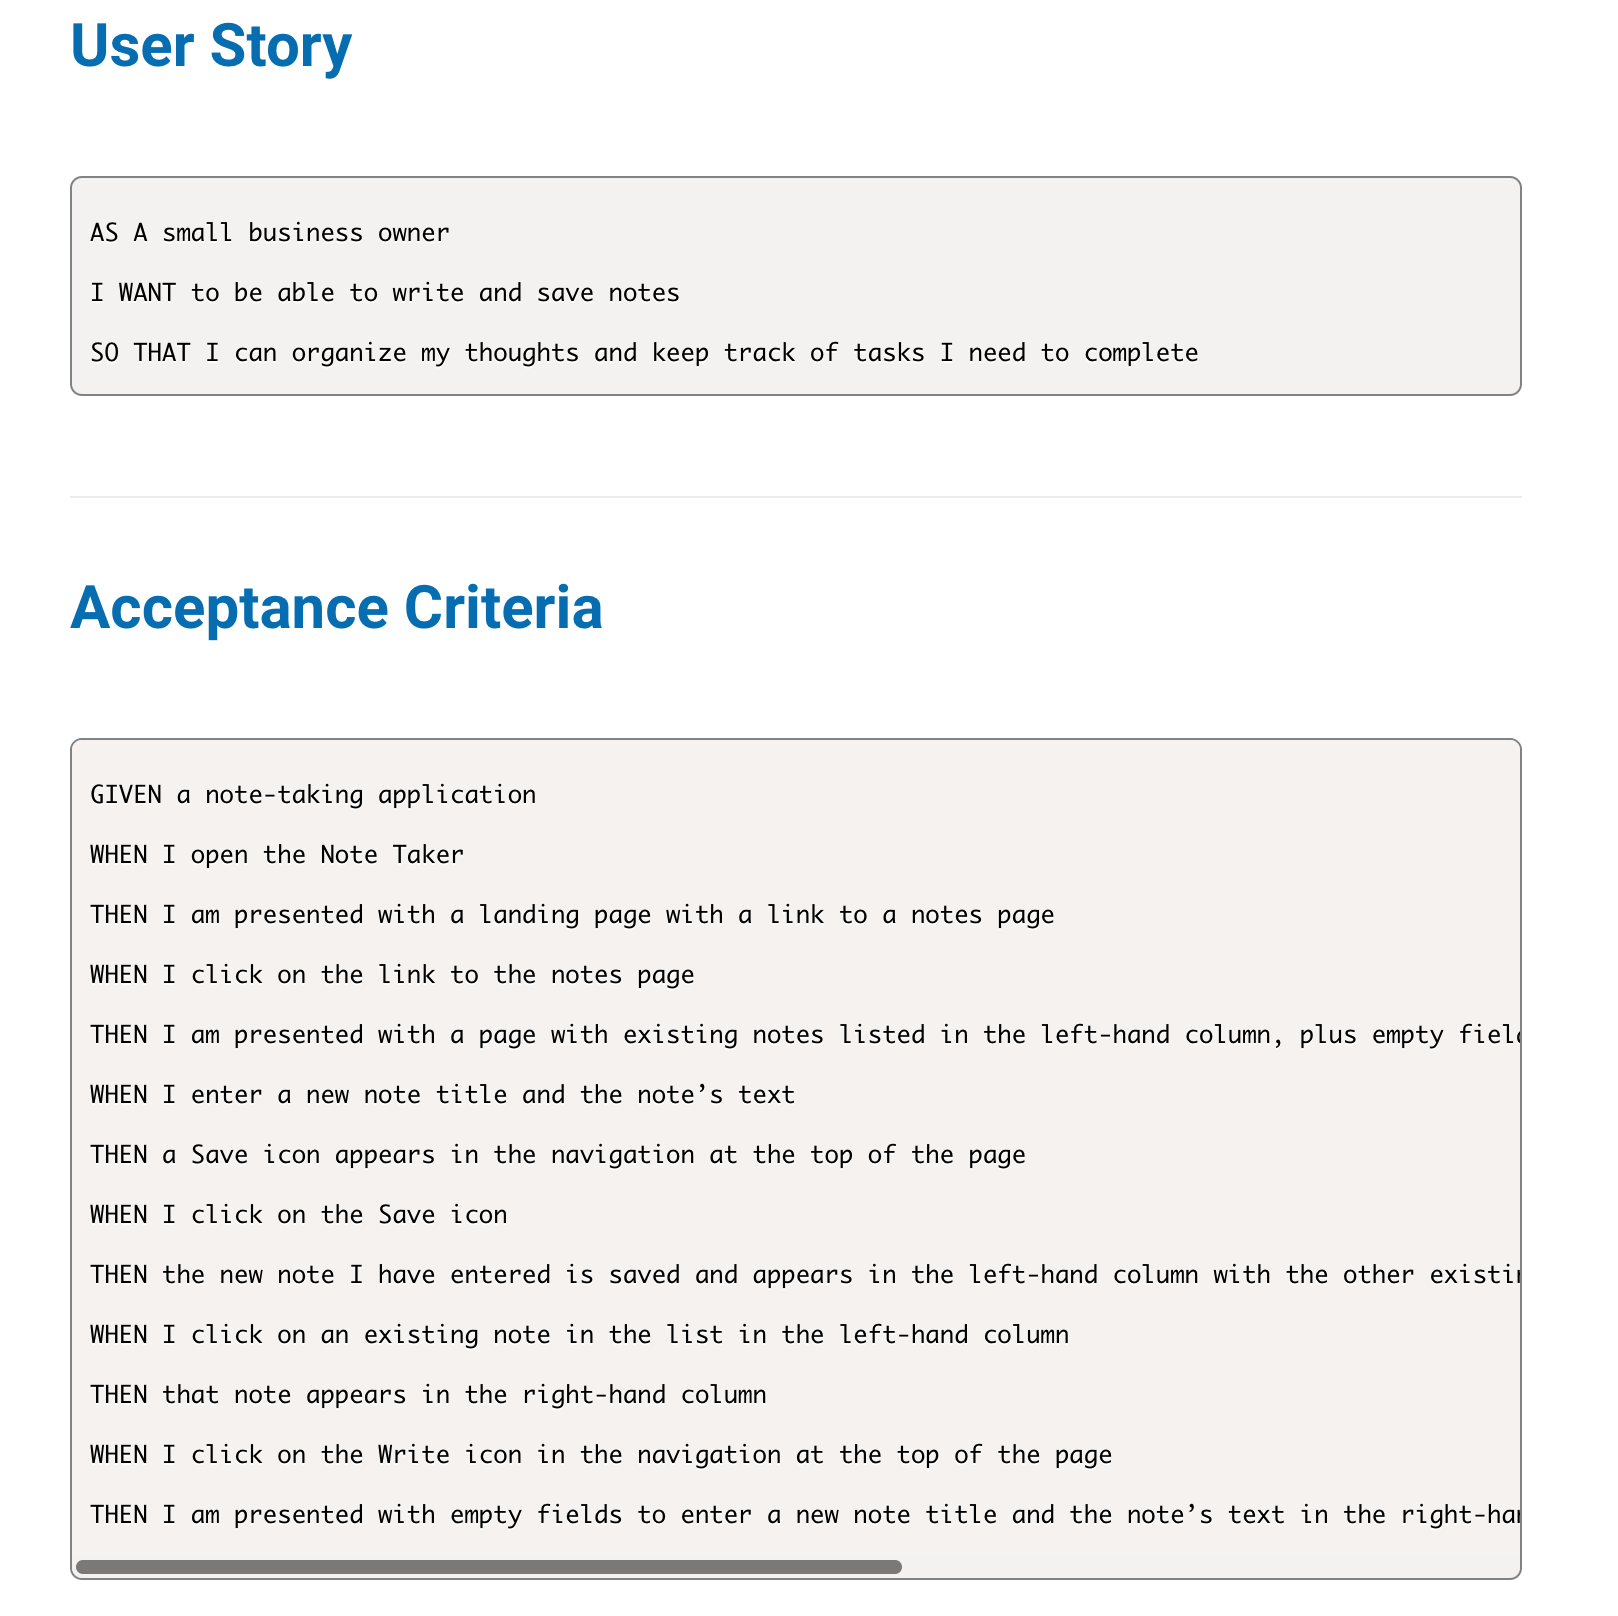 User Story
AS A small business owner
I WANT to be able to write and save notes
SO THAT I can organize my thoughts and keep track of tasks I need to complete
Acceptance Criteria
GIVEN a note-taking application
WHEN I open the Note Taker
THEN I am presented with a landing page with a link to a notes page
WHEN I click on the link to the notes page
THEN I am presented with a page with existing notes listed in the left-hand column, plus empty
WHEN I enter a new note title and the note’s text
THEN a Save icon appears in the navigation at the top of the page
WHEN I click on the Save icon
THEN the new note I have entered is saved and appears in the left-hand column with the other
WHEN I click on an existing note in the list in the left-hand column
THEN that note appears in the right-hand column
WHEN I click on the Write icon in the navigation at the top of the page
THEN I am presented with empty fields to enter a new note title and the note’s text in the